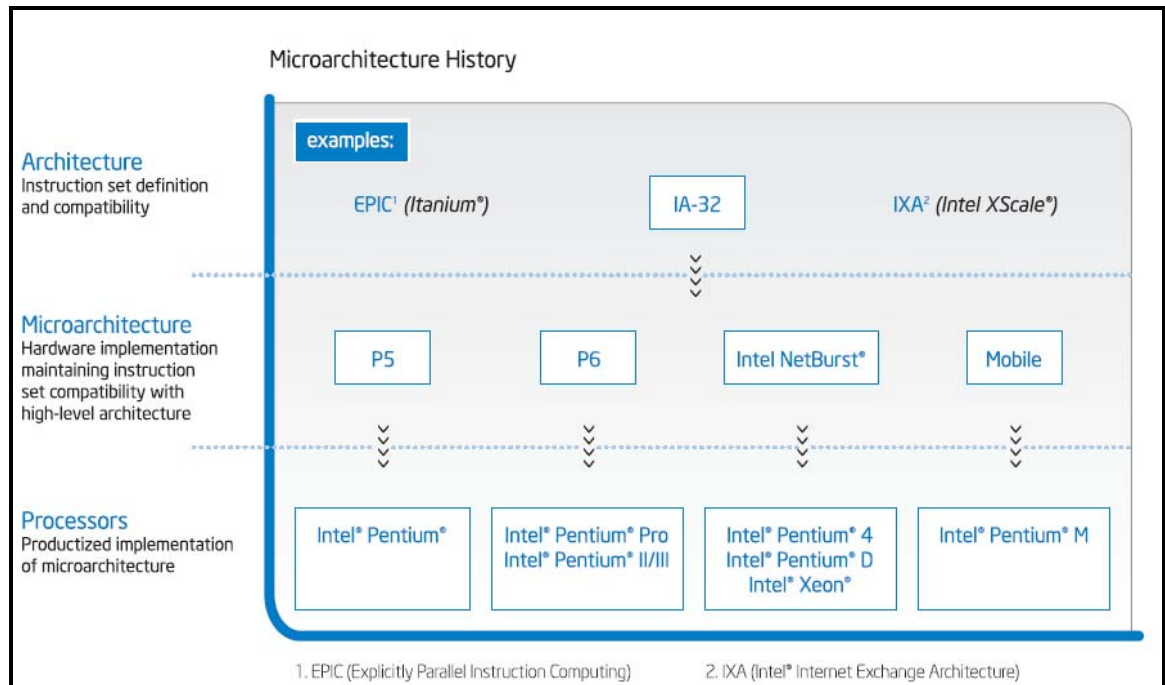 Microarchitecture History
examples:
Architecture
Instruction set definition
and compatibility
EPIC¹ (Itanium®)
IA-32
IXA² (Intel XScale®)
Microarchitecture
Hardware implementation
maintaining instruction
set compatibility with
high-level architecture
P5
P6
Intel NetBurst®
Mobile
Processors
Productized implementation
of microarchitecture
Intel® Pentium®
Intel® Pentium® Pro
Intel® Pentium® II/III
Intel® Pentium® 4
Intel® Pentium® D
Intel® Xeon®
Intel® Pentium® M
1. EPIC (Explicitly Parallel Instruction Computing)
2. IXA (Intel® Internet Exchange Architecture)